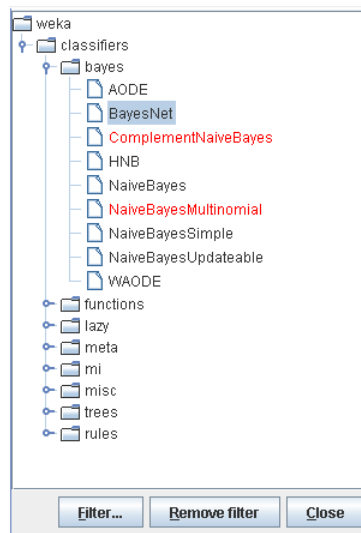 weka
classifiers
bayes
AODE
BayesNet
ComplementNaiveBayes
HNB
NaiveBayes
NaiveBayesMultinomial
NaiveBayesSimple
NaiveBayesUpdateable
WAODE
functions
lazy
meta
mi
misc
trees
rules
Filter... Remove filter Close